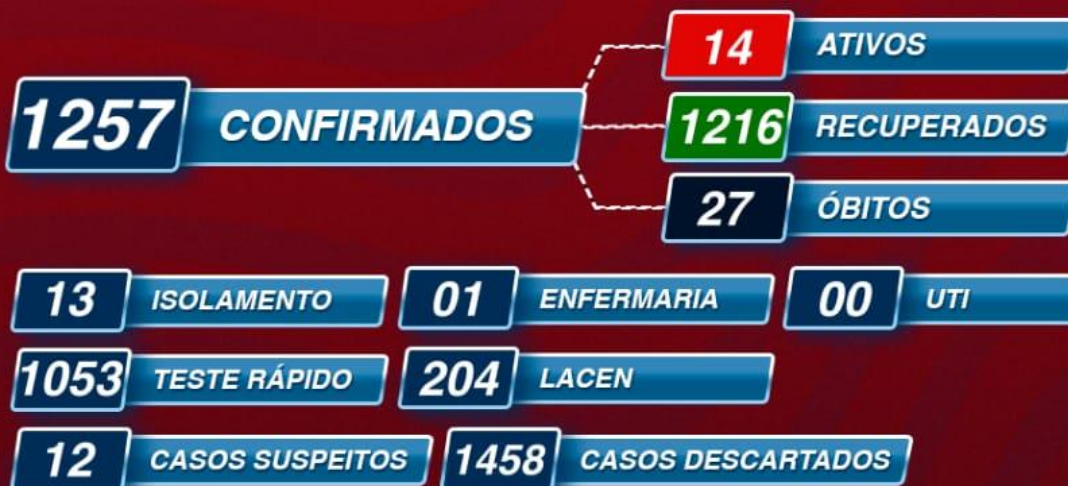 14 ATIVOS
1257 CONFIRMADOS
1216 RECUPERADOS
27 ÓBITOS
13 ISOLAMENTO 01 ENFERMARIA 00 UTI
1053 TESTE RÁPIDO 204 LACEN
12 CASOS SUSPEITOS 1458 CASOS DESCARTADOS